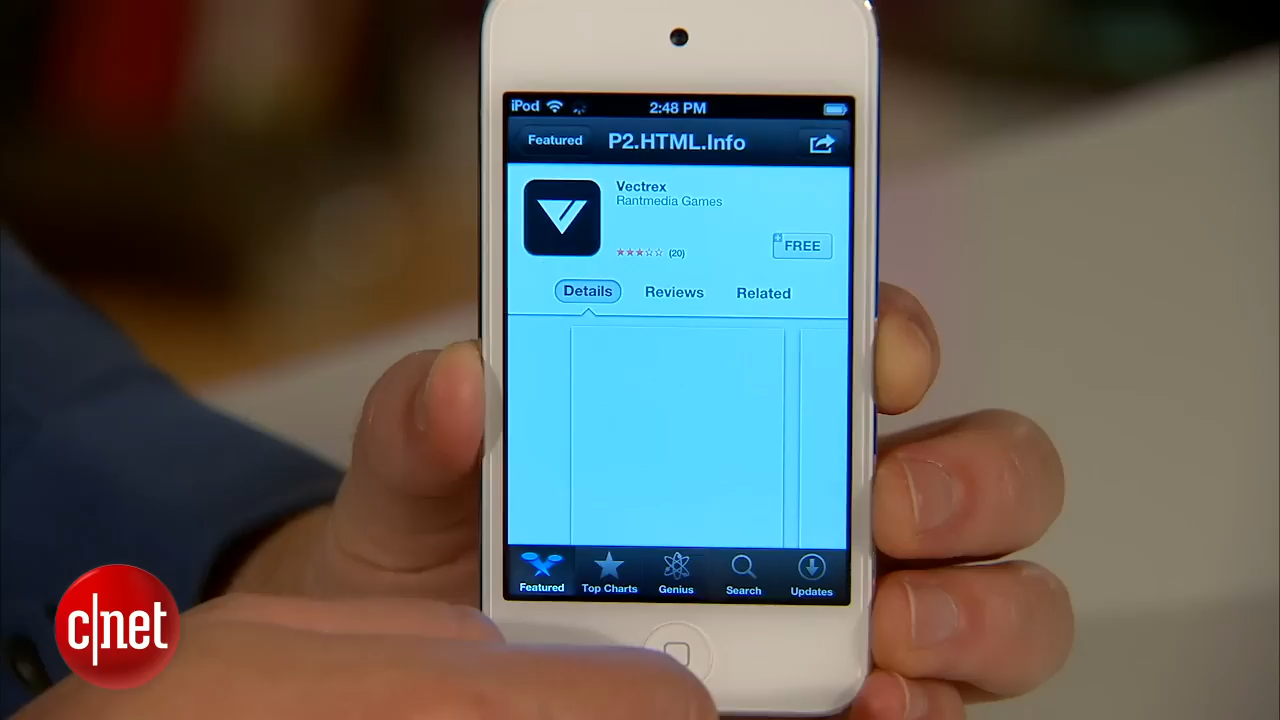 iPod 2:48 PM
Featured P2.HTML.Info
Vectrex
Rantmedia Games
(20)
FREE
Details Reviews Related
Featured Top Charts Genius Search Updates
c|net